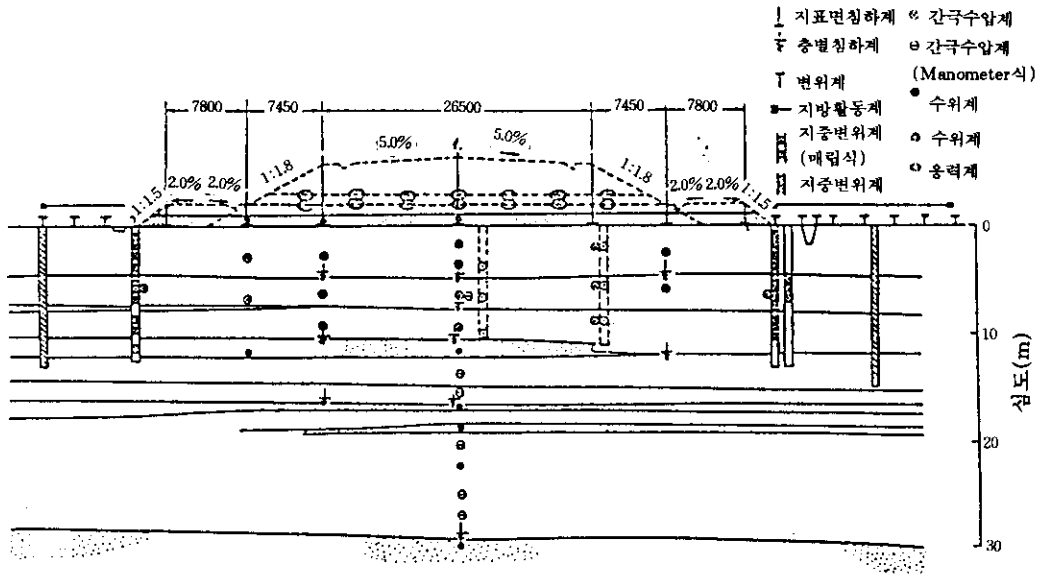 지표면침하계
간극수압계
층별침하계
간극수압계
(Manometer식)
변위계
수위계
지방활동계
지중변위계
(매립식)
수위계
지중변위계
응력계
7800 7450 26500 7450 7800
5.0% 5.0%
1:1.8 1:1.8
2.0% 2.0% 2.0% 2.0%
1:1.5 1:1.5
0
10
20
30
심도(m)